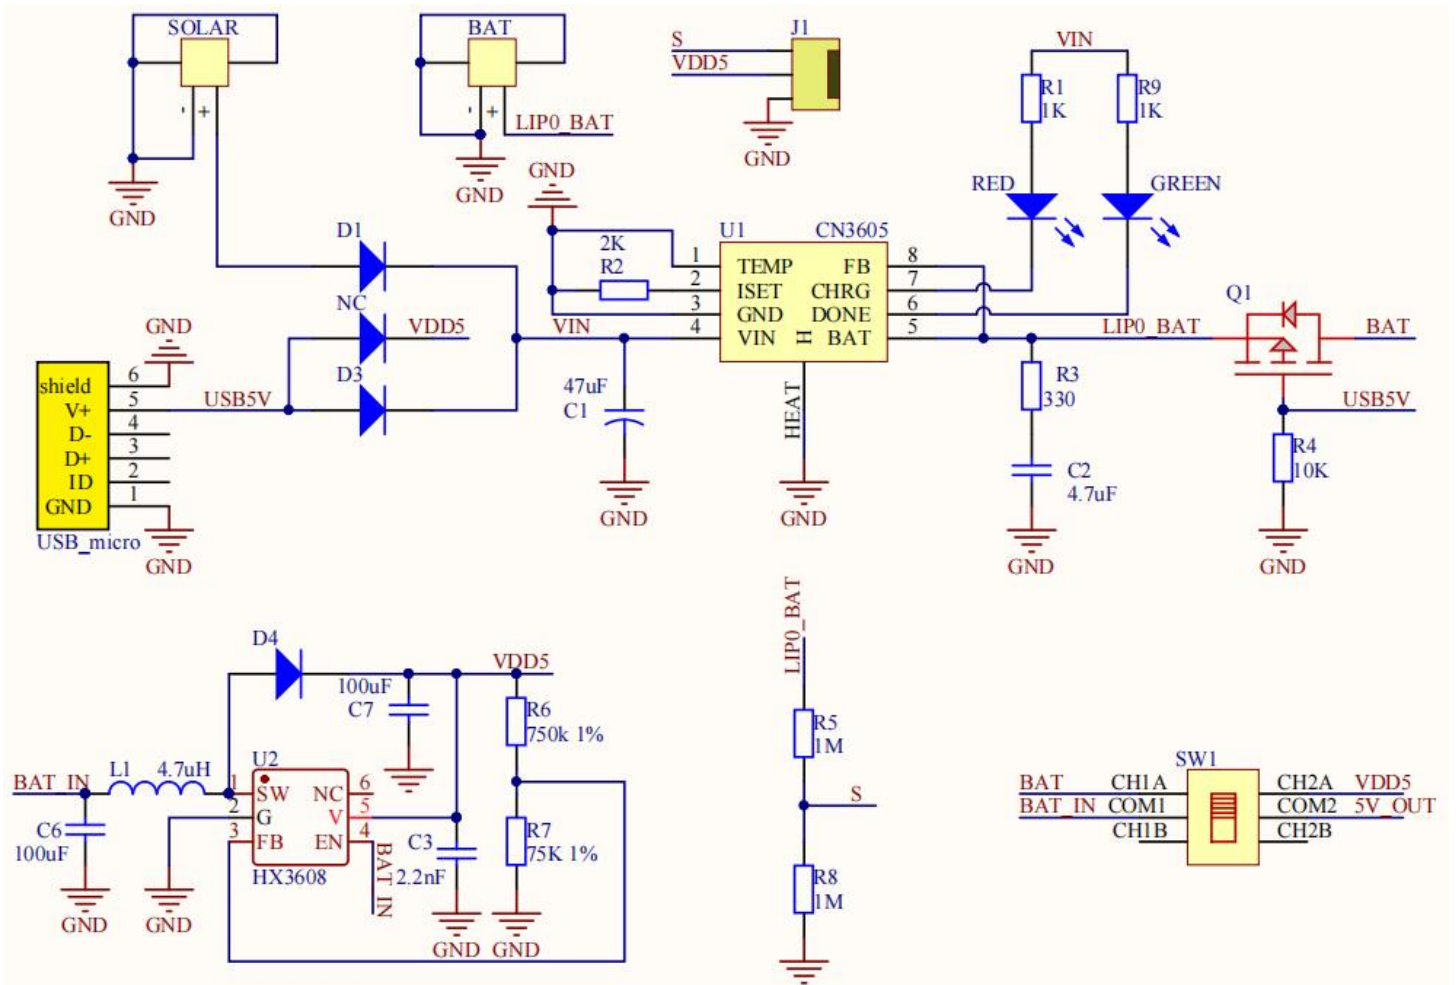 SOLAR
BAT
J1
S
VDD5
VIN
R1
1K
R9
1K
- +
- +
LIP0_BAT
GND
GND
GND
GND
RED
GREEN
D1
2K
R2
U1
CN3605
1 TEMP FB 8
2 ISET CHRG 7
3 GND DONE 6
4 VIN BAT 5
H
HEAT
GND
NC
VDD5
VIN
GND
D3
USB5V
47uF
C1
GND
shield 6
V+ 5
D- 4
D+ 3
ID 2
GND 1
USB_micro
GND
LIP0_BAT
Q1
BAT
USB5V
R3
330
C2
4.7uF
GND
R4
10K
GND
D4
VDD5
100uF
C7
R6
750k 1%
BAT_IN
L1
4.7uH
U2
1 SW NC 6
2 G V 5
3 FB EN 4
HX3608
BAT_IN
C6
100uF
GND
GND
C3
2.2nF
GND
R7
75K 1%
GND
LIP0_BAT
R5
1M
S
R8
1M
SW1
BAT CH1A CH2A VDD5
BAT_IN COM1 COM2 5V_OUT
CH1B CH2B